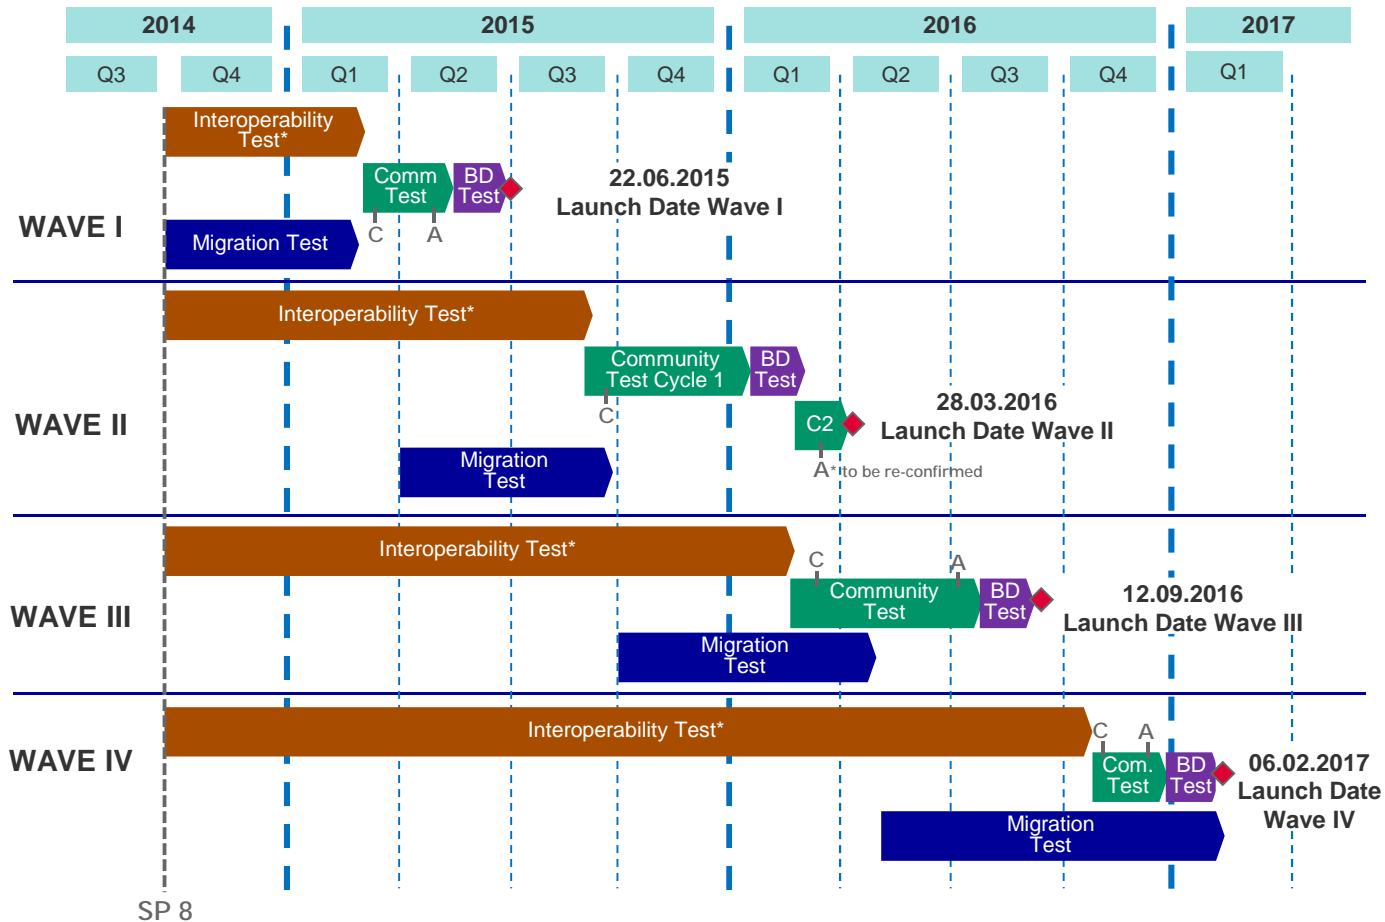 2014
2015
2016
2017
Q3
Q4
Q1
Q2
Q3
Q4
Q1
Q2
Q3
Q4
Q1
WAVE I
Interoperability
Test*
Comm
Test
BD
Test
C
A
22.06.2015
Launch Date Wave I
Migration Test
WAVE II
Interoperability Test*
Community
Test Cycle 1
BD
Test
C
C2
A* to be re-confirmed
28.03.2016
Launch Date Wave II
Migration
Test
WAVE III
Interoperability Test*
C
A
Community
Test
BD
Test
12.09.2016
Launch Date Wave III
Migration
Test
WAVE IV
Interoperability Test*
C
A
Com.
Test
BD
Test
06.02.2017
Launch Date
Wave IV
Migration
Test
SP 8